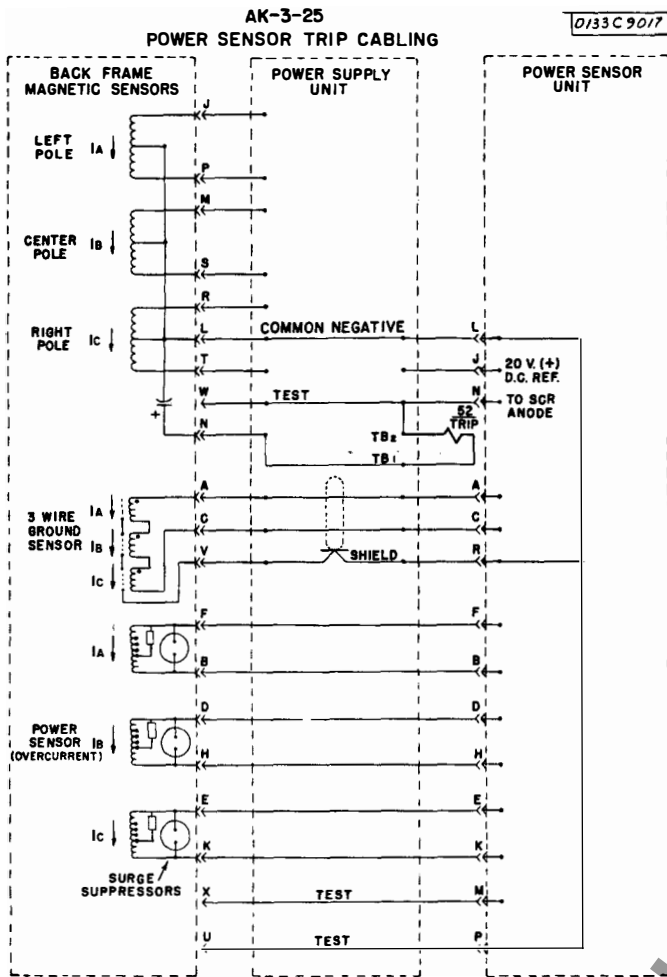 AK-3-25
POWER SENSOR TRIP CABLING
0133C9017
BACK FRAME
MAGNETIC SENSORS
POWER SUPPLY
UNIT
POWER SENSOR
UNIT
J
LEFT
POLE
IA
P
M
CENTER
POLE
IB
S
R
RIGHT
POLE
IC
L
COMMON NEGATIVE
L
T
J
20 V. (+)
D.C. REF.
W
TEST
N
TO SCR
ANODE
+
N
52
TRIP
TB2
TB1
A
A
IA
3 WIRE
GROUND
SENSOR
IB
C
C
V
SHIELD
R
IC
F
F
IA
B
B
D
D
POWER
SENSOR
(OVERCURRENT)
IB
H
H
E
E
IC
K
K
SURGE
SUPPRESSORS
X
TEST
M
U
TEST
P